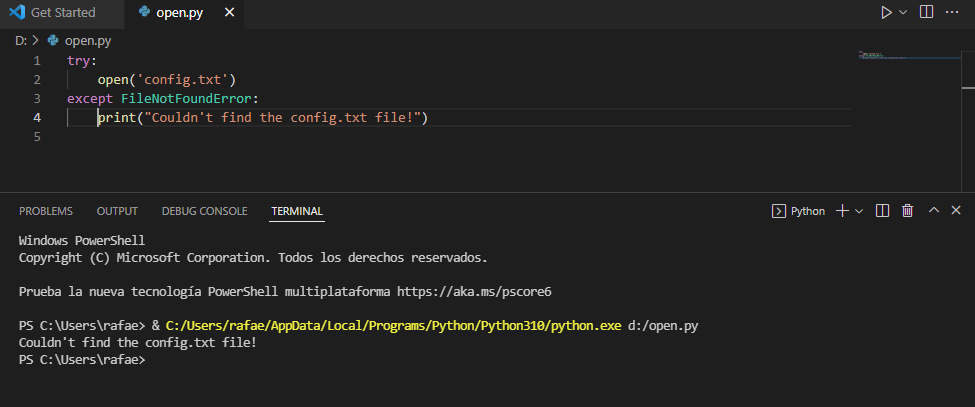 Get Started open.py
D: > open.py
1 try:
2     open('config.txt')
3 except FileNotFoundError:
4     print("Couldn't find the config.txt file!")
5
PROBLEMS OUTPUT DEBUG CONSOLE TERMINAL Python
Windows PowerShell
Copyright (C) Microsoft Corporation. Todos los derechos reservados.
Prueba la nueva tecnología PowerShell multiplataforma https://aka.ms/pscore6
PS C:\Users\rafae> & C:/Users/rafae/AppData/Local/Programs/Python/Python310/python.exe d:/open.py
Couldn't find the config.txt file!
PS C:\Users\rafae>